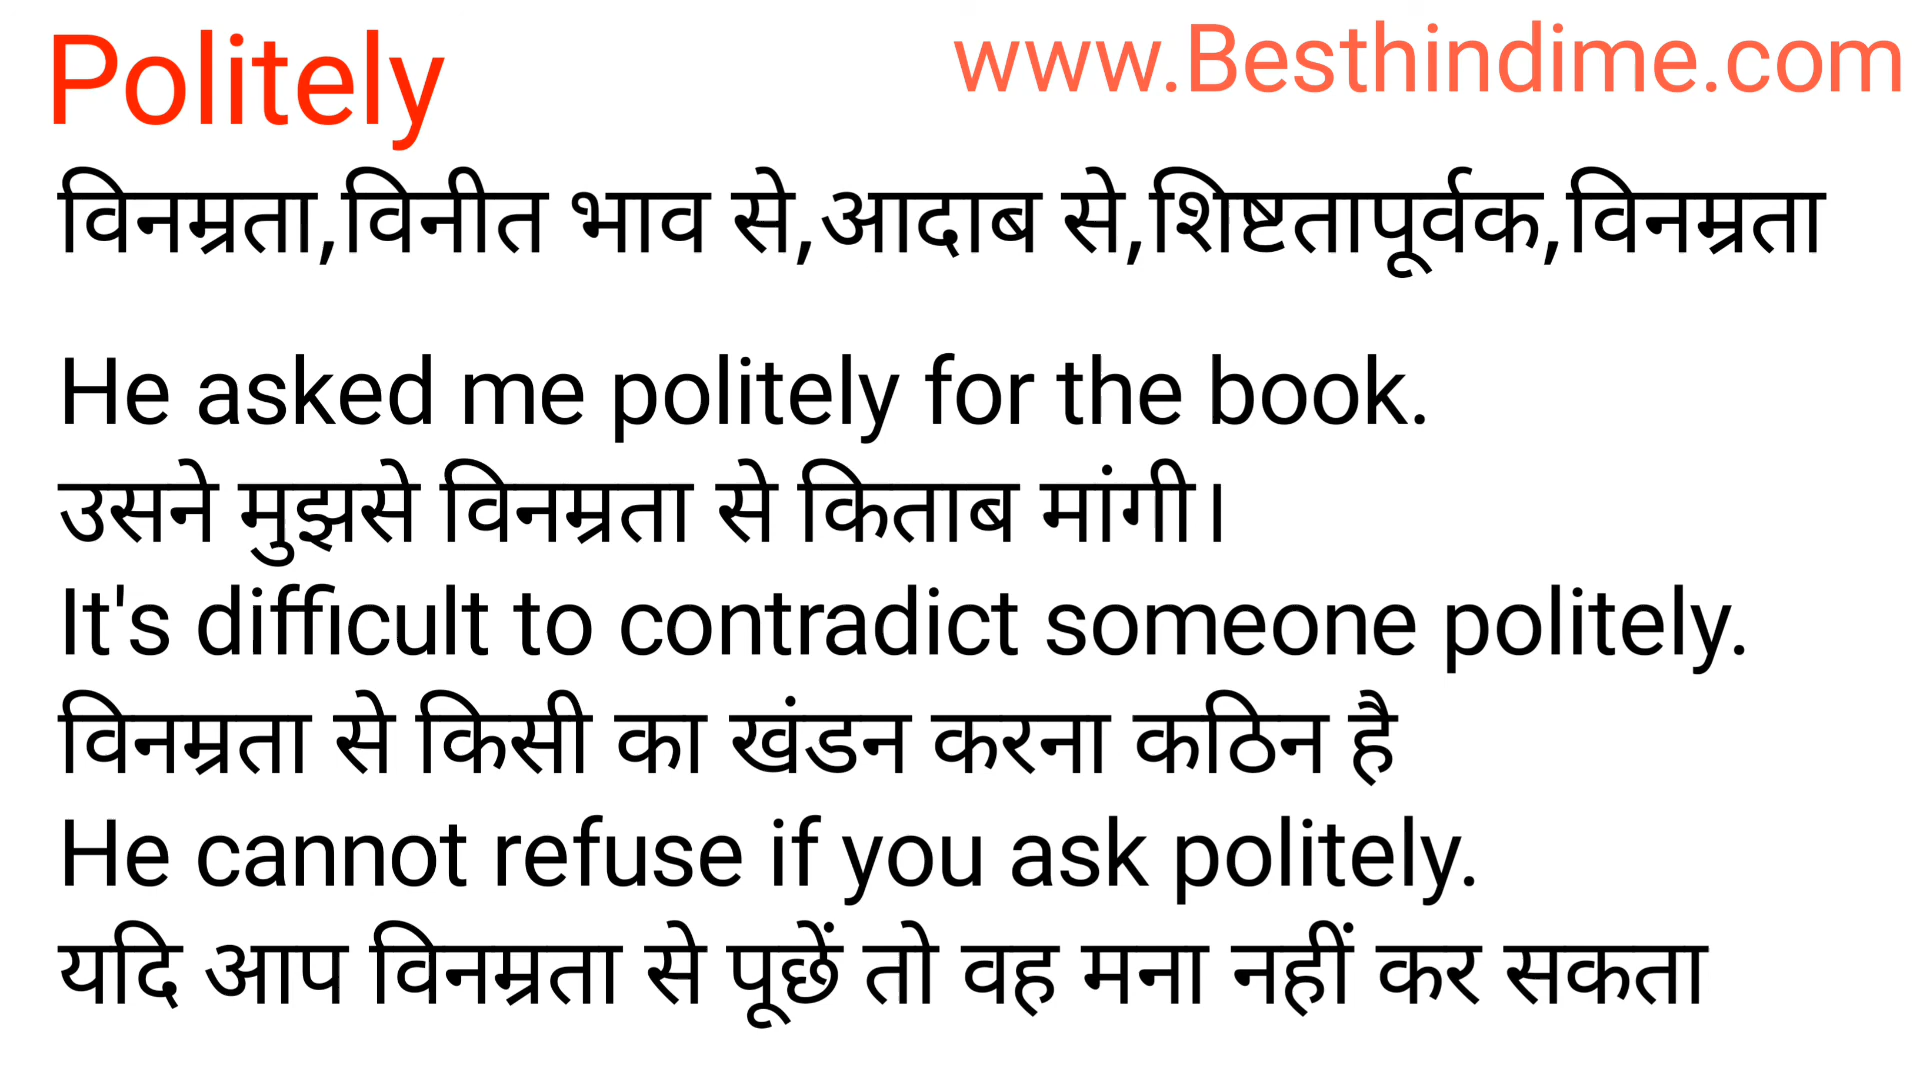 Politely
www.Besthindime.com
विनम्रता,विनीत भाव से,आदाब से,शिष्टतापूर्वक,विनम्रता
He asked me politely for the book.
उसने मुझसे विनम्रता से किताब मांगी।
It's difficult to contradict someone politely.
विनम्रता से किसी का खंडन करना कठिन है
He cannot refuse if you ask politely.
यदि आप विनम्रता से पूछें तो वह मना नहीं कर सकता